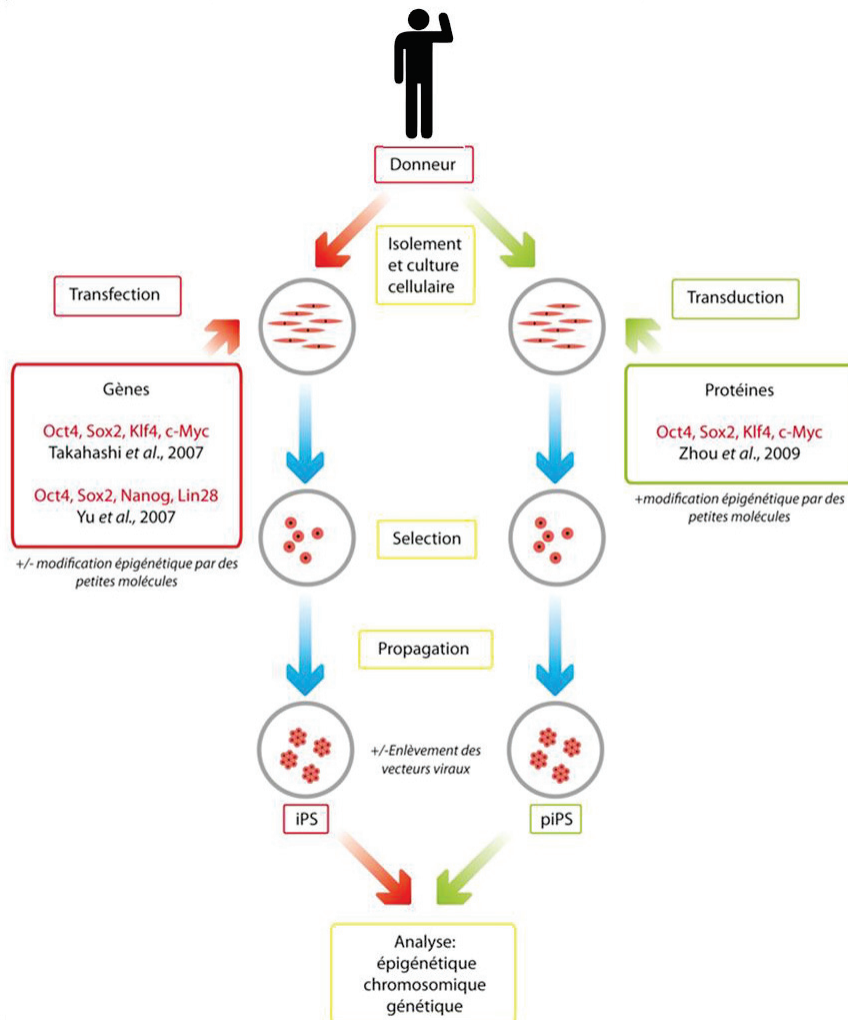 Donneur
Isolement
et culture
cellulaire
Transfection
Transduction
Gènes
Oct4, Sox2, Klf4, c-Myc
Takahashi et al., 2007
Oct4, Sox2, Nanog, Lin28
Yu et al., 2007
+/- modification épigénétique par des
petites molécules
Protéines
Oct4, Sox2, Klf4, c-Myc
Zhou et al., 2009
+modification épigénétique par des
petites molécules
Selection
Propagation
+/-Enlèvement des
vecteurs viraux
iPS
piPS
Analyse:
épigénétique
chromosomique
génétique